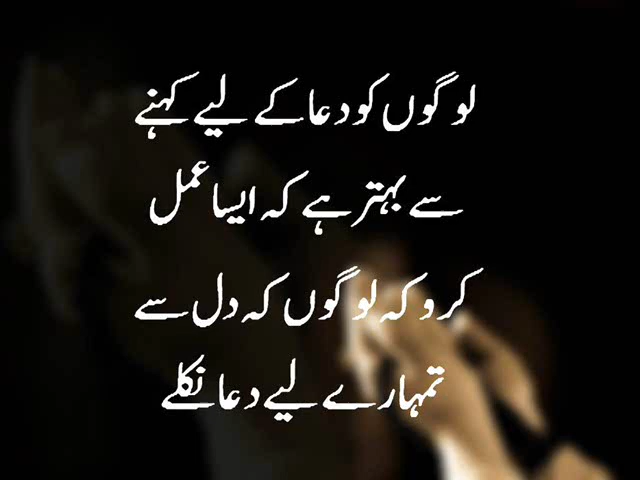 لوگوں کو دعا کے لیے کہنے
سے بہتر ہے کہ ایسا عمل
کرو کہ لوگوں کہ دل سے
تمہارے لیے دعا نکلے